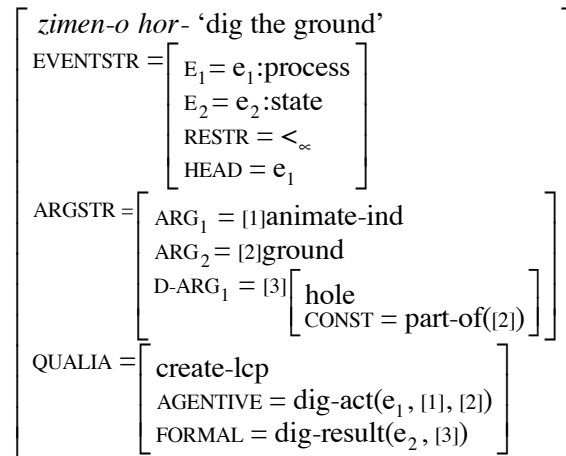 zimen-o hor- ‘dig the ground’
EVENTSTR = E₁= e₁:process
E₂= e₂:state
RESTR = <∝
HEAD = e₁
ARGSTR = ARG₁ = [1]animate-ind
ARG₂ = [2]ground
D-ARG₁ = [3] hole
CONST = part-of([2])
QUALIA = create-lcp
AGENTIVE = dig-act(e₁, [1], [2])
FORMAL = dig-result(e₂, [3])